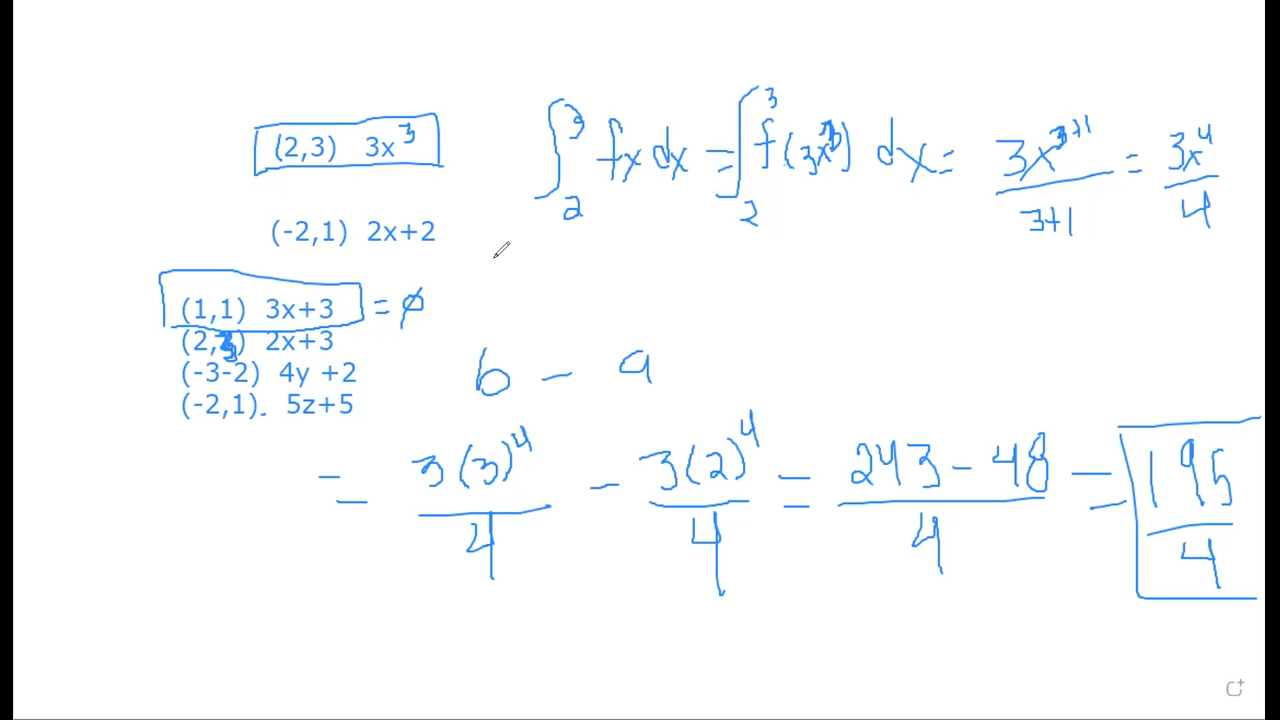 (2,3) 3x³ ∫₂³ fx dx = ∫₂³ f(3x³) dx = 3x³⁺¹/3+1 = 3x⁴/4
(-2,1) 2x+2
(1,1) 3x+3 = ∅
(2,3) 2x+3
(-3-2) 4y +2
(-2,1). 5z+5
b - a
= 3(3)⁴/4 - 3(2)⁴/4 = 243-48/4 = 195/4